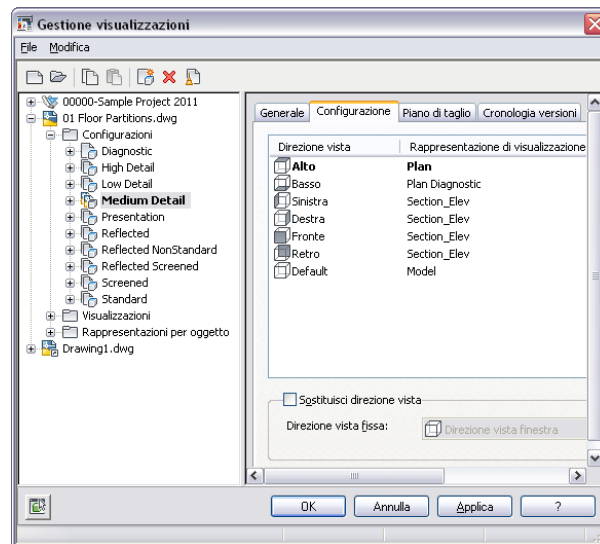 Gestione visualizzazioni
File Modifica
00000-Sample Project 2011
01 Floor Partitions.dwg
Configurazioni
Diagnostic
High Detail
Low Detail
Medium Detail
Presentation
Reflected
Reflected NonStandard
Reflected Screened
Screened
Standard
Visualizzazioni
Rappresentazioni per oggetto
Drawing1.dwg
Generale Configurazione Piano di taglio Cronologia versioni
Direzione vista Rappresentazione di visualizzazione
Alto Plan
Basso Plan Diagnostic
Sinistra Section_Elev
Destra Section_Elev
Fronte Section_Elev
Retro Section_Elev
Default Model
Sostituisci direzione vista
Direzione vista fissa: Direzione vista finestra
OK Annulla Applica ?